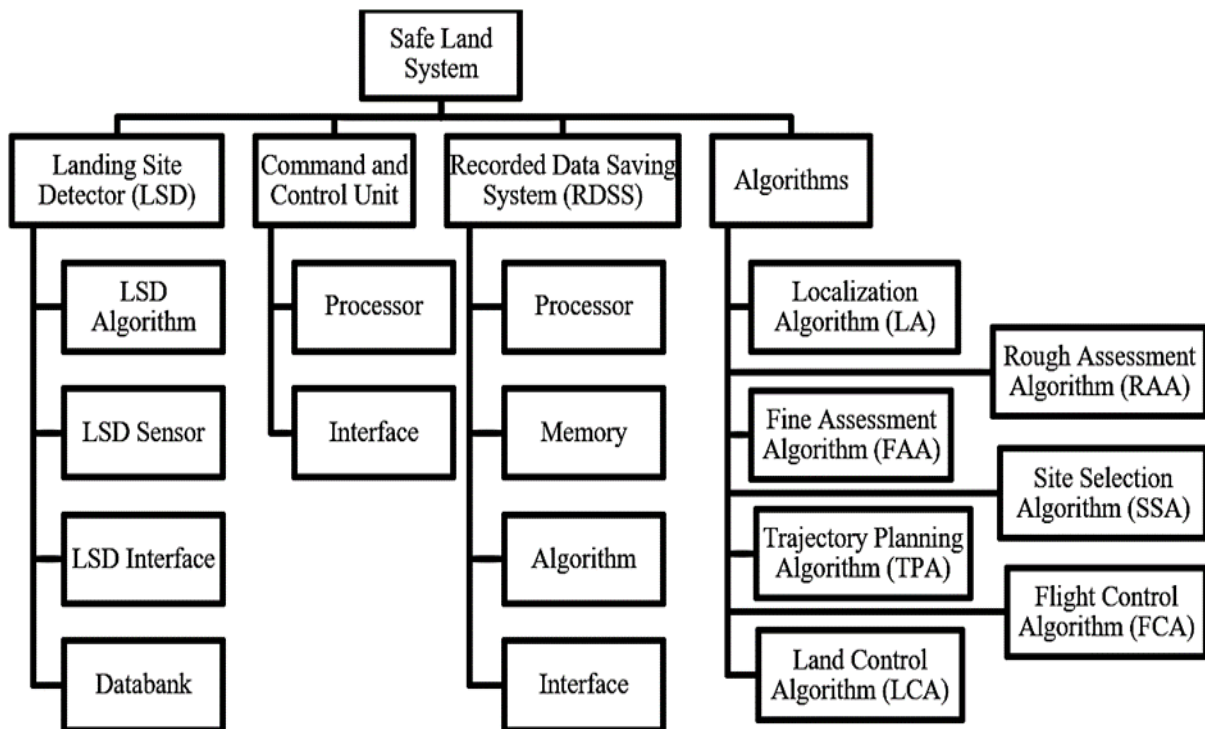 Safe Land
System
Landing Site
Detector (LSD)
Command and
Control Unit
Recorded Data Saving
System (RDSS)
Algorithms
LSD
Algorithm
LSD Sensor
LSD Interface
Databank
Processor
Interface
Processor
Memory
Algorithm
Interface
Localization
Algorithm (LA)
Rough Assessment
Algorithm (RAA)
Fine Assessment
Algorithm (FAA)
Site Selection
Algorithm (SSA)
Trajectory Planning
Algorithm (TPA)
Flight Control
Algorithm (FCA)
Land Control
Algorithm (LCA)